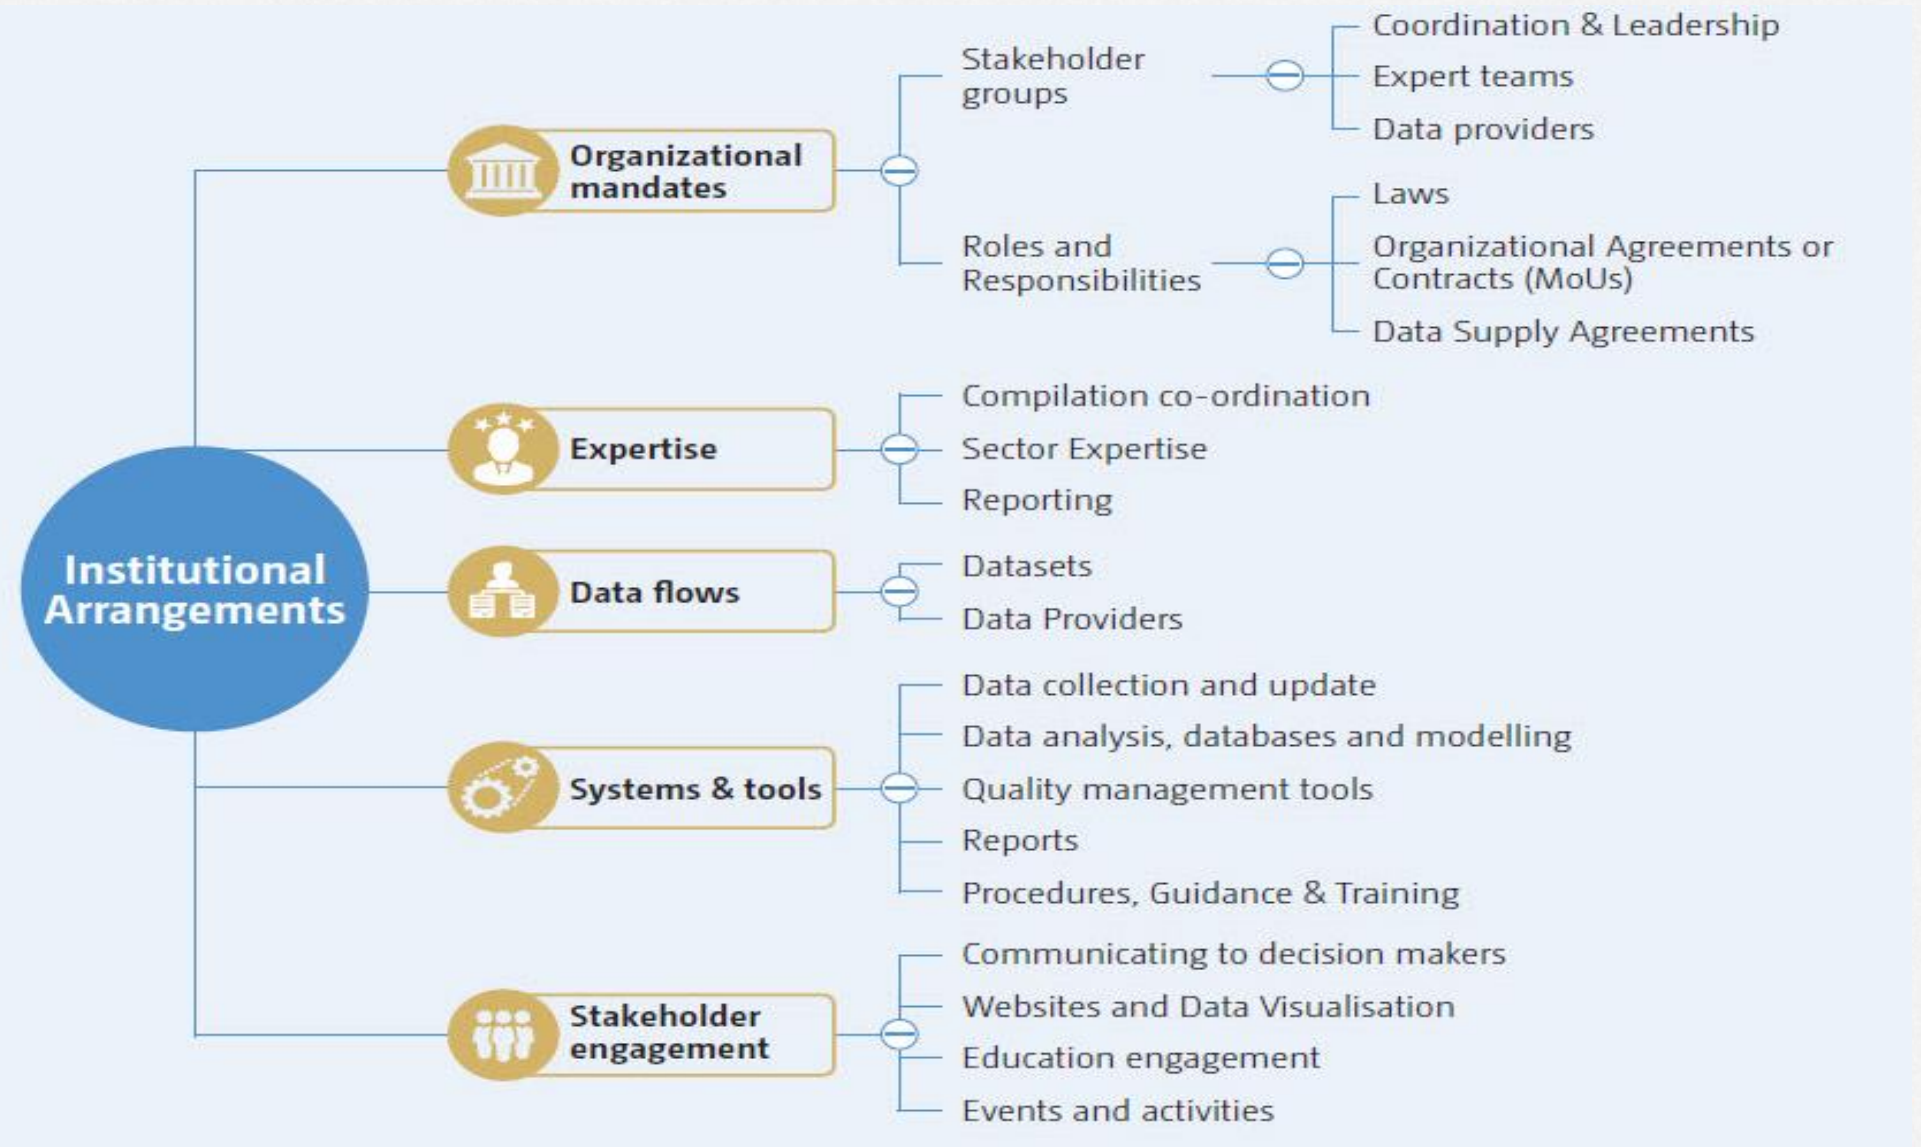 Institutional
Arrangements
Organizational
mandates
Stakeholder
groups
Coordination & Leadership
Expert teams
Data providers
Roles and
Responsibilities
Laws
Organizational Agreements or
Contracts (MoUs)
Data Supply Agreements
Expertise
Compilation co-ordination
Sector Expertise
Reporting
Data flows
Datasets
Data Providers
Systems & tools
Data collection and update
Data analysis, databases and modelling
Quality management tools
Reports
Procedures, Guidance & Training
Stakeholder
engagement
Communicating to decision makers
Websites and Data Visualisation
Education engagement
Events and activities